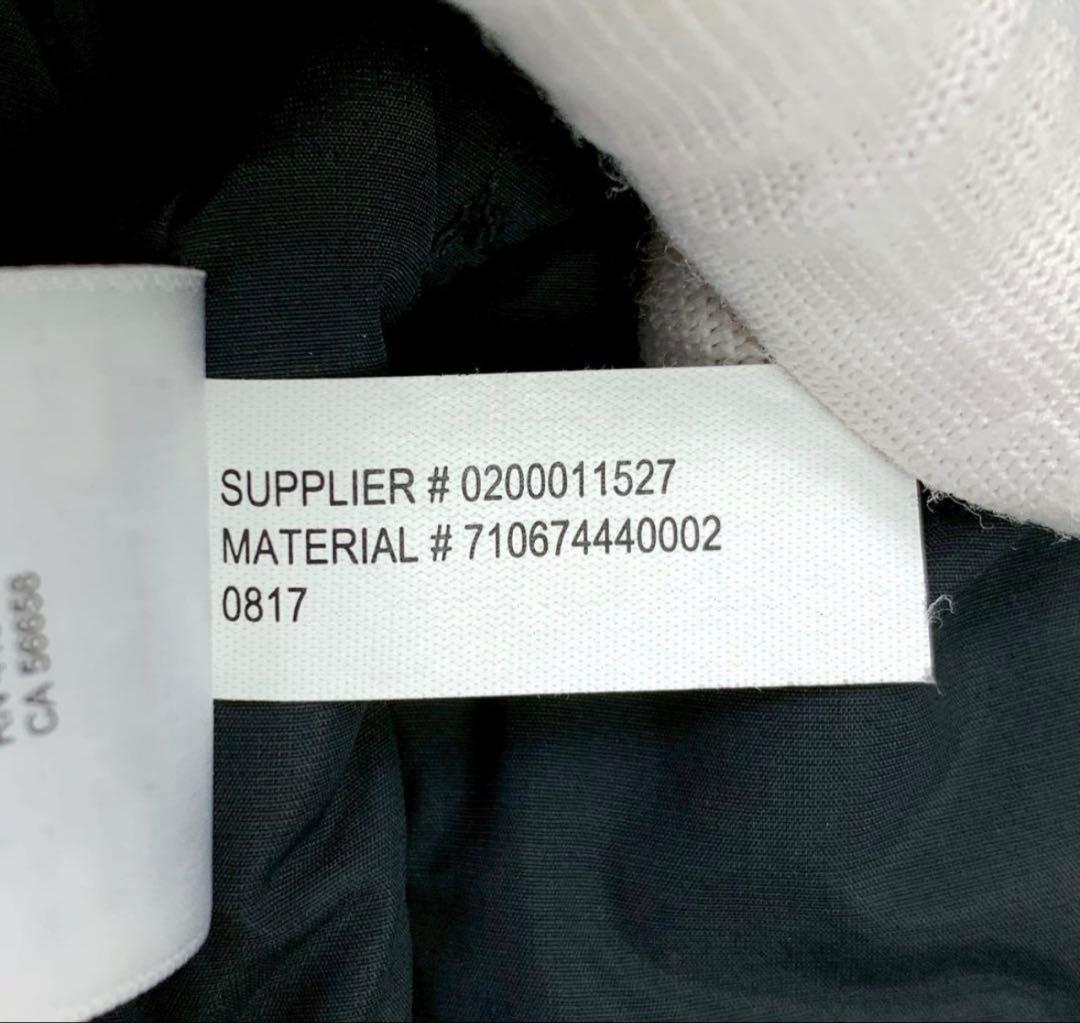 SUPPLIER # 0200011527
MATERIAL # 710674440002
0817
CA 56658